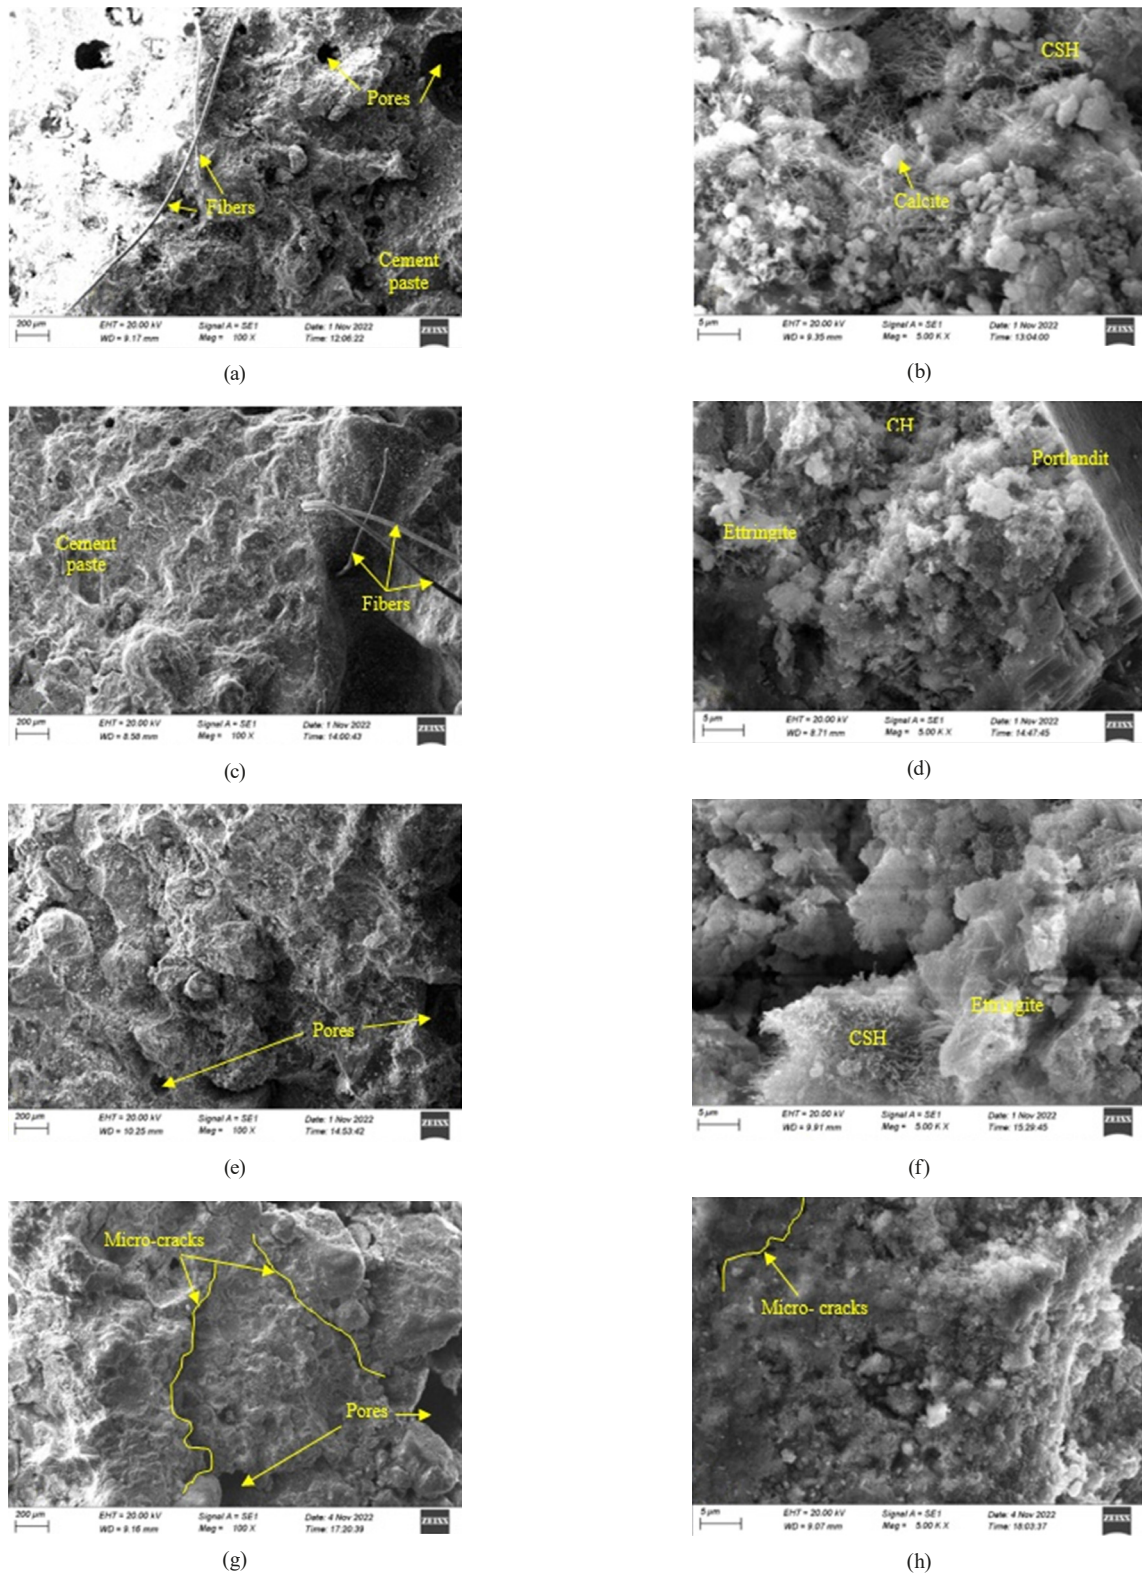 Pores
Fibers
Cement
paste
200 µm
EHT = 20.00 kV
WD = 9.17 mm
Signal A = SE1
Mag = 100 X
Date: 1 Nov 2022
Time: 12:06:22
ZEISS
(a)
CSH
Calcite
5 µm
EHT = 20.00 kV
WD = 9.35 mm
Signal A = SE1
Mag = 5.00 K X
Date: 1 Nov 2022
Time: 13:04:00
ZEISS
(b)
Cement
paste
Fibers
200 µm
EHT = 20.00 kV
WD = 8.58 mm
Signal A = SE1
Mag = 100 X
Date: 1 Nov 2022
Time: 14:00:43
ZEISS
(c)
CH
Portlandit
Ettringite
5 µm
EHT = 20.00 kV
WD = 8.71 mm
Signal A = SE1
Mag = 5.00 K X
Date: 1 Nov 2022
Time: 14:47:45
ZEISS
(d)
Pores
200 µm
EHT = 20.00 kV
WD = 10.25 mm
Signal A = SE1
Mag = 100 X
Date: 1 Nov 2022
Time: 14:53:42
ZEISS
(e)
Ettringite
CSH
5 µm
EHT = 20.00 kV
WD = 9.91 mm
Signal A = SE1
Mag = 5.00 K X
Date: 1 Nov 2022
Time: 15:29:45
ZEISS
(f)
Micro-cracks
Pores
200 µm
EHT = 20.00 kV
WD = 9.16 mm
Signal A = SE1
Mag = 100 X
Date: 4 Nov 2022
Time: 17:20:39
ZEISS
(g)
Micro- cracks
5 µm
EHT = 20.00 kV
WD = 9.07 mm
Signal A = SE1
Mag = 5.00 K X
Date: 4 Nov 2022
Time: 18:03:37
ZEISS
(h)